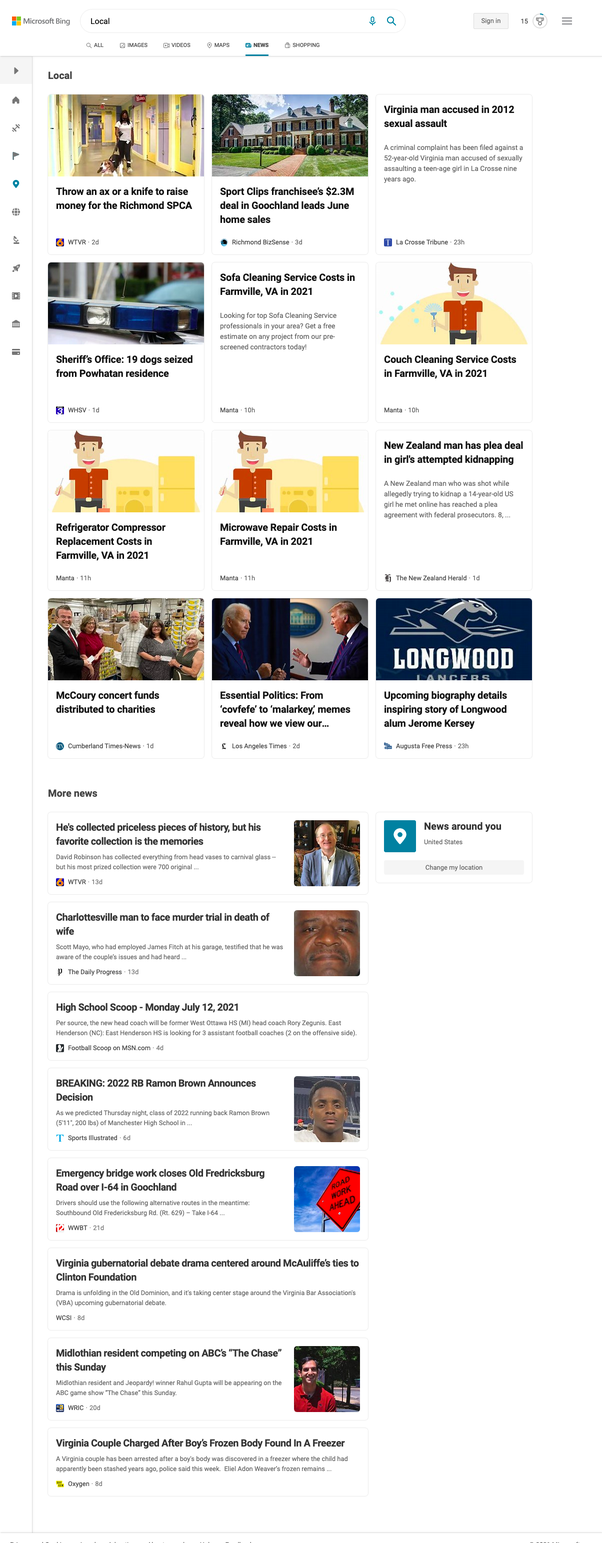 Microsoft Bing
Local
Sign in
15
ALL
IMAGES
VIDEOS
MAPS
NEWS
SHOPPING
Local
Throw an ax or a knife to raise
money for the Richmond SPCA
WTVR · 2d
Sport Clips franchisee's $2.3M
deal in Goochland leads June
home sales
Richmond BizSense · 3d
Virginia man accused in 2012
sexual assault
A criminal complaint has been filed against a
52-year-old Virginia man accused of sexually
assaulting a teen-age girl in La Crosse nine
years ago.
La Crosse Tribune · 23h
Sheriff's Office: 19 dogs seized
from Powhatan residence
WHSV · 1d
Sofa Cleaning Service Costs in
Farmville, VA in 2021
Looking for top Sofa Cleaning Service
professionals in your area? Get a free
estimate on any project from our pre-
screened contractors today!
Manta · 10h
Couch Cleaning Service Costs
in Farmville, VA in 2021
Manta · 10h
Refrigerator Compressor
Replacement Costs in
Farmville, VA in 2021
Manta · 11h
Microwave Repair Costs in
Farmville, VA in 2021
Manta · 11h
New Zealand man has plea deal
in girl's attempted kidnapping
A New Zealand man who was shot while
allegedly trying to kidnap a 14-year-old US
girl he met online has reached a plea
agreement with federal prosecutors. 8, ...
The New Zealand Herald · 1d
McCoury concert funds
distributed to charities
Cumberland Times-News · 1d
Essential Politics: From
'covfefe' to 'malarkey,' memes
reveal how we view our…
Los Angeles Times · 2d
LONGWOOD
LANCERS
Upcoming biography details
inspiring story of Longwood
alum Jerome Kersey
Augusta Free Press · 23h
More news
He's collected priceless pieces of history, but his
favorite collection is the memories
David Robinson has collected everything from head vases to carnival glass --
but his most prized collection were 700 original ...
WTVR · 13d
News around you
United States
Change my location
Charlottesville man to face murder trial in death of
wife
Scott Mayo, who had employed James Fitch at his garage, testified that he was
aware of the couple's issues and had heard ...
The Daily Progress · 13d
High School Scoop - Monday July 12, 2021
Per source, the new head coach will be former West Ottawa HS (MI) head coach Rory Zegunis. East
Henderson (NC): East Henderson HS is looking for 3 assistant football coaches (2 on the offensive side).
Football Scoop on MSN.com · 4d
BREAKING: 2022 RB Ramon Brown Announces
Decision
As we predicted Thursday night, class of 2022 running back Ramon Brown
(5'11", 200 lbs) of Manchester High School in ...
Sports Illustrated · 6d
Emergency bridge work closes Old Fredricksburg
Road over I-64 in Goochland
Drivers should use the following alternative routes in the meantime:
Southbound Old Fredericksburg Rd. (Rt. 629) – Take I-64 ...
WWBT · 21d
ROAD
WORK
AHEAD
Virginia gubernatorial debate drama centered around McAuliffe's ties to
Clinton Foundation
Drama is unfolding in the Old Dominion, and it's taking center stage around the Virginia Bar Association's
(VBA) upcoming gubernatorial debate.
WCSI · 8d
Midlothian resident competing on ABC's "The Chase"
this Sunday
Midlothian resident and Jeopardy! winner Rahul Gupta will be appearing on the
ABC game show "The Chase" this Sunday.
WRIC · 20d
Virginia Couple Charged After Boy's Frozen Body Found In A Freezer
A Virginia couple has been arrested after a boy's body was discovered in a freezer where the child had
apparently been stashed years ago, police said this week. Eliel Adon Weaver's frozen remains ...
Oxygen · 8d